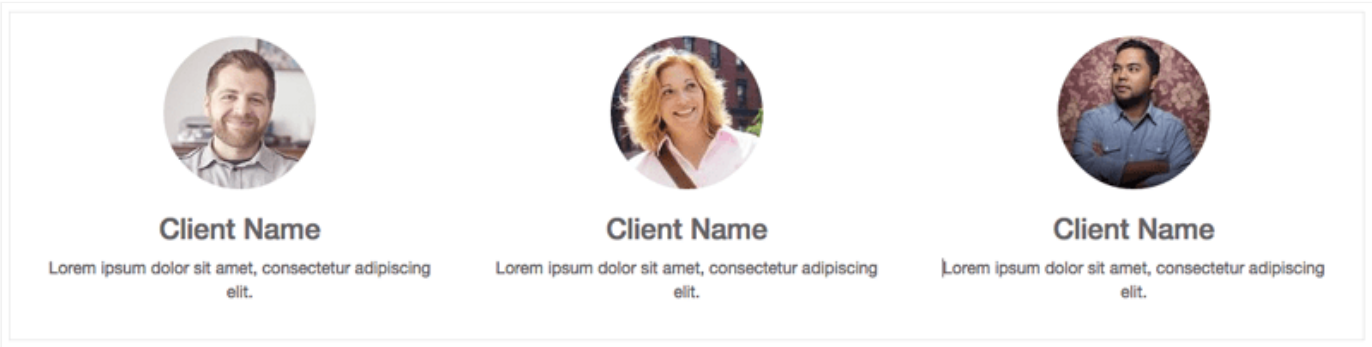 Client Name
Lorem ipsum dolor sit amet, consectetur adipiscing
elit.
Client Name
Lorem ipsum dolor sit amet, consectetur adipiscing
elit.
Client Name
Lorem ipsum dolor sit amet, consectetur adipiscing
elit.